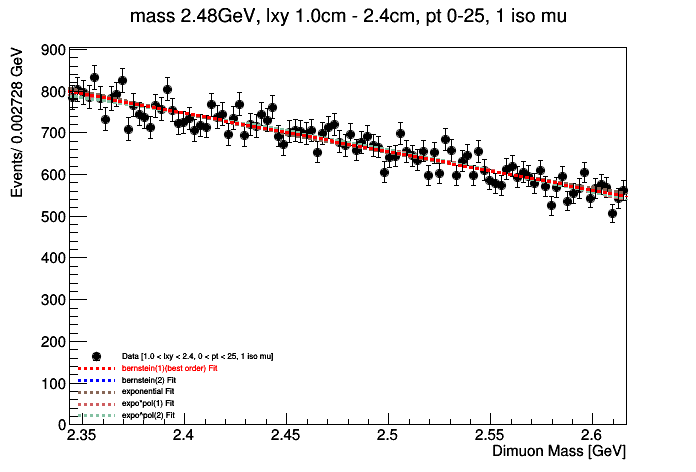 mass 2.48GeV, lxy 1.0cm - 2.4cm, pt 0-25, 1 iso mu
Events/ 0.002728 GeV
900
800
700
600
500
400
300
200
100
0
Data [1.0 < lxy < 2.4, 0 < pt < 25, 1 iso mu]
bernstein(1)(best order) Fit
bernstein(2) Fit
exponential Fit
expo*pol(1) Fit
expo*pol(2) Fit
2.35 2.4 2.45 2.5 2.55 2.6
Dimuon Mass [GeV]